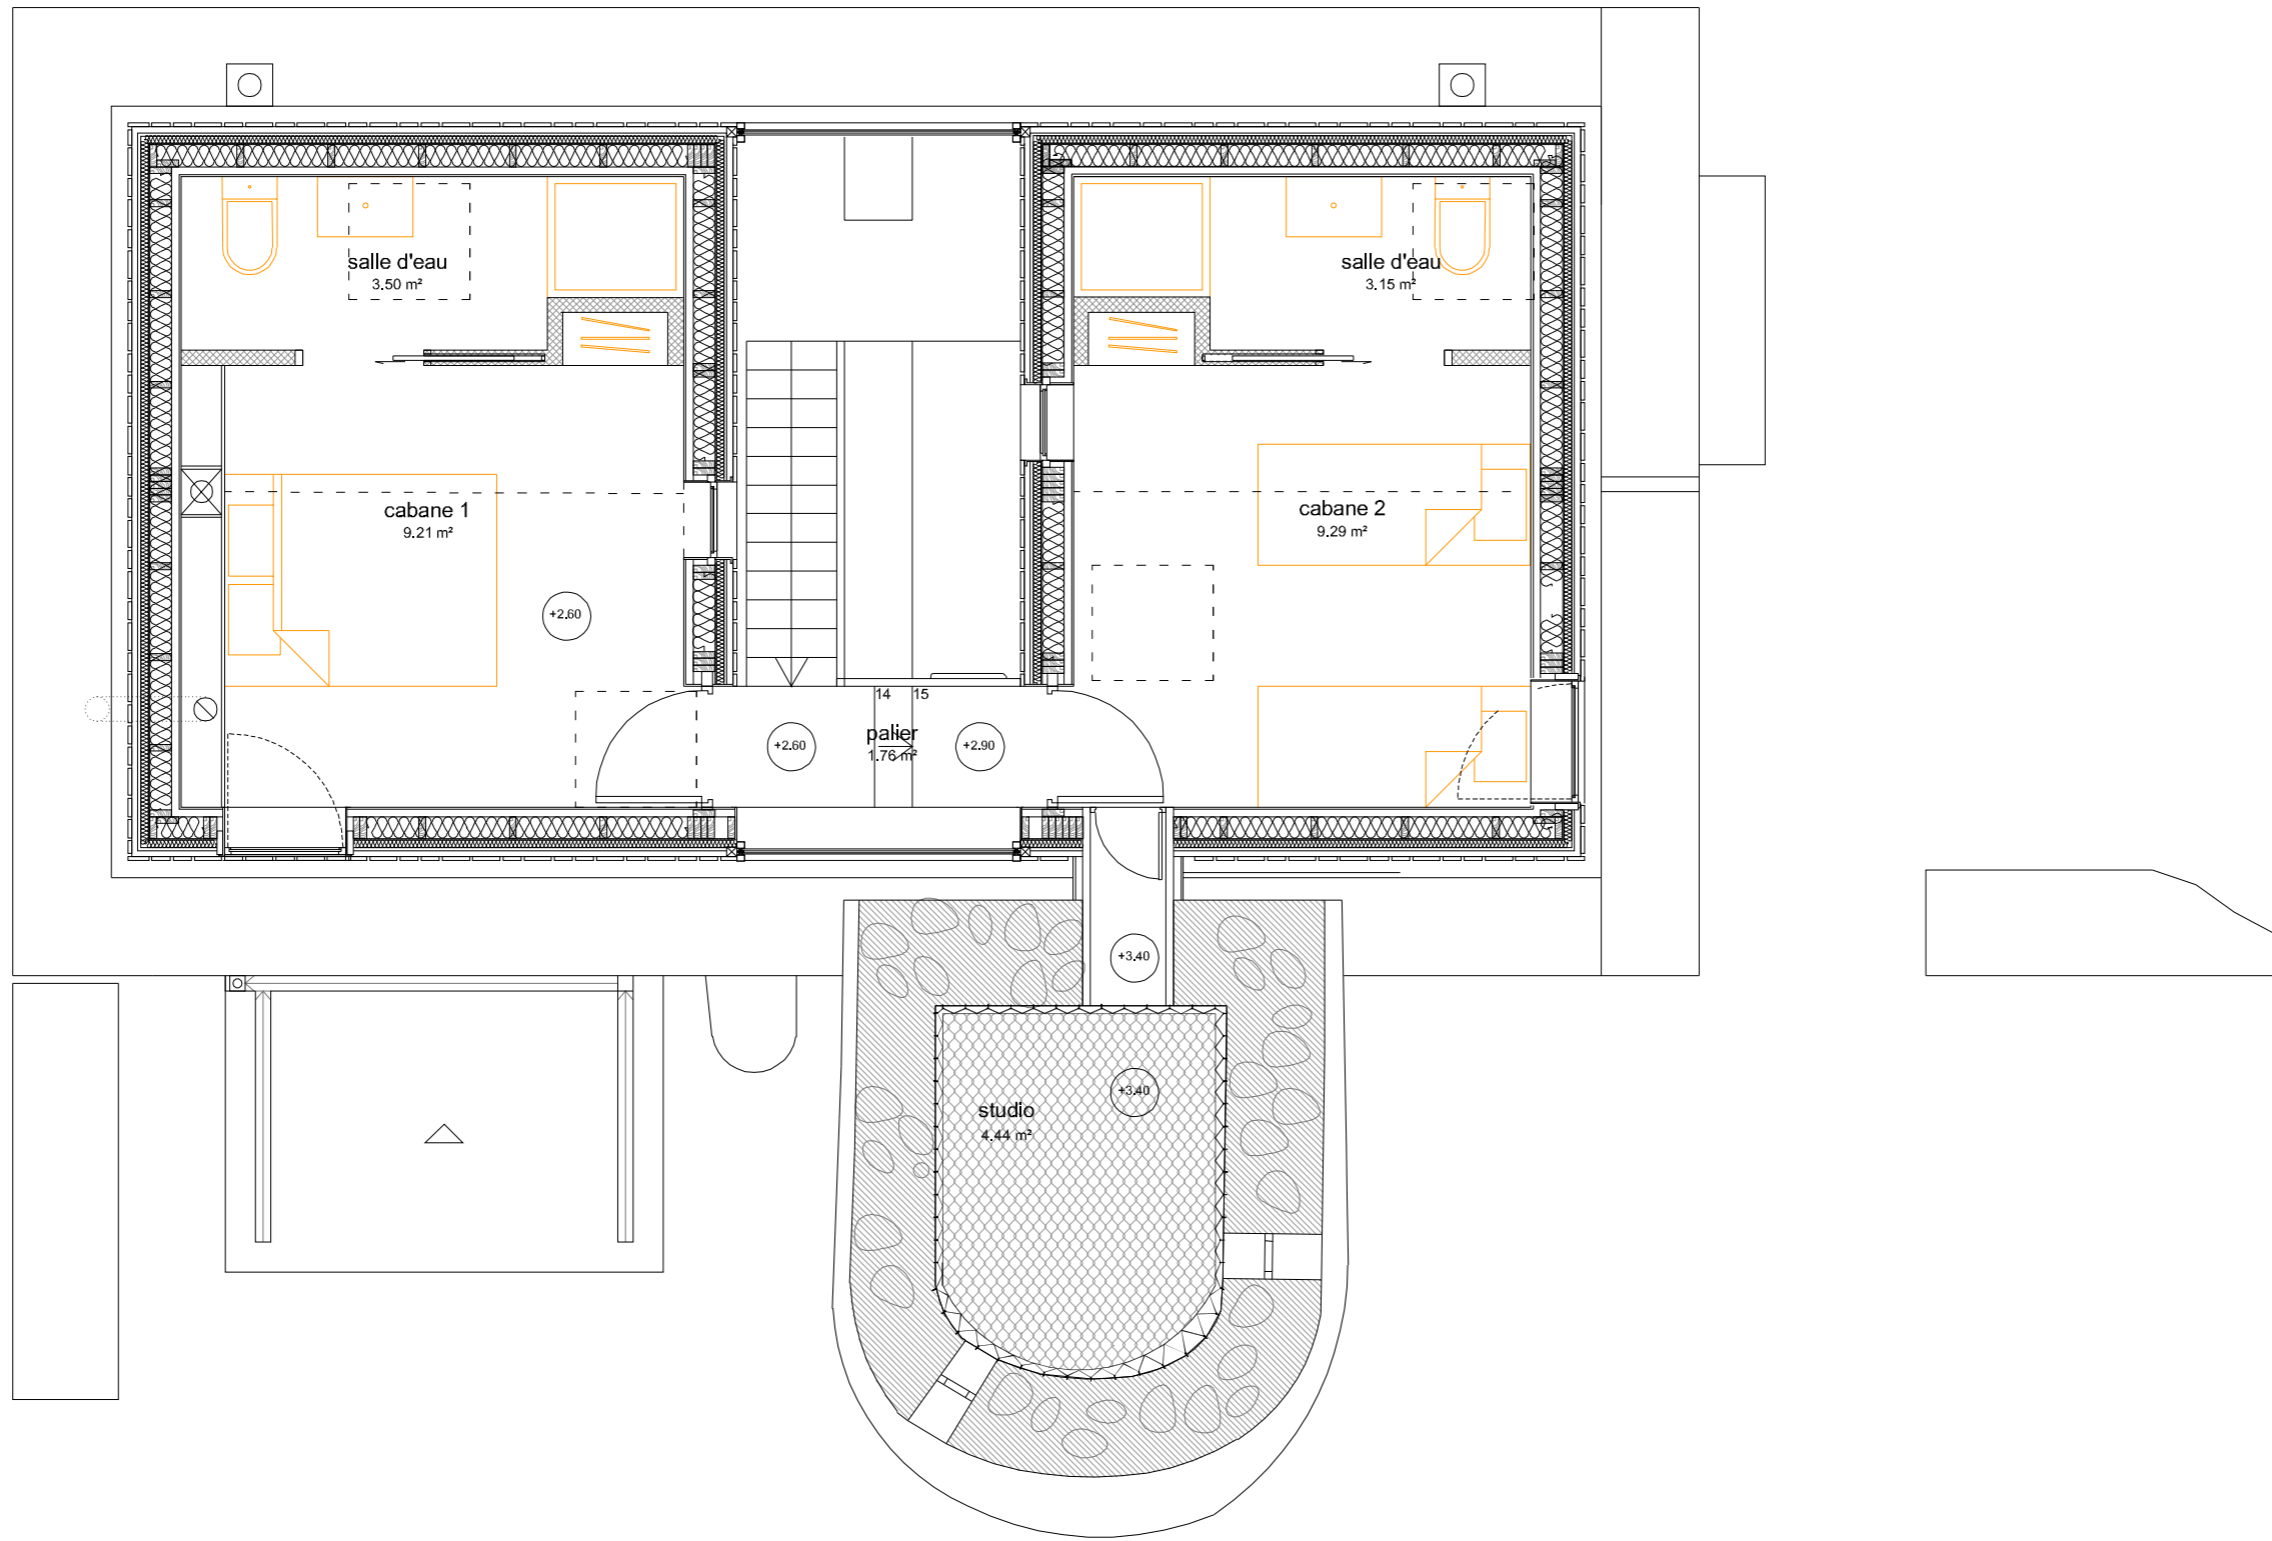 salle d'eau
3.50 m²
salle d'eau
3.15 m²
cabane 1
9.21 m²
cabane 2
9.29 m²
+2.60
14
15
+2.60
palier
1.76 m²
+2.90
+3.40
+3.40
studio
4.44 m²